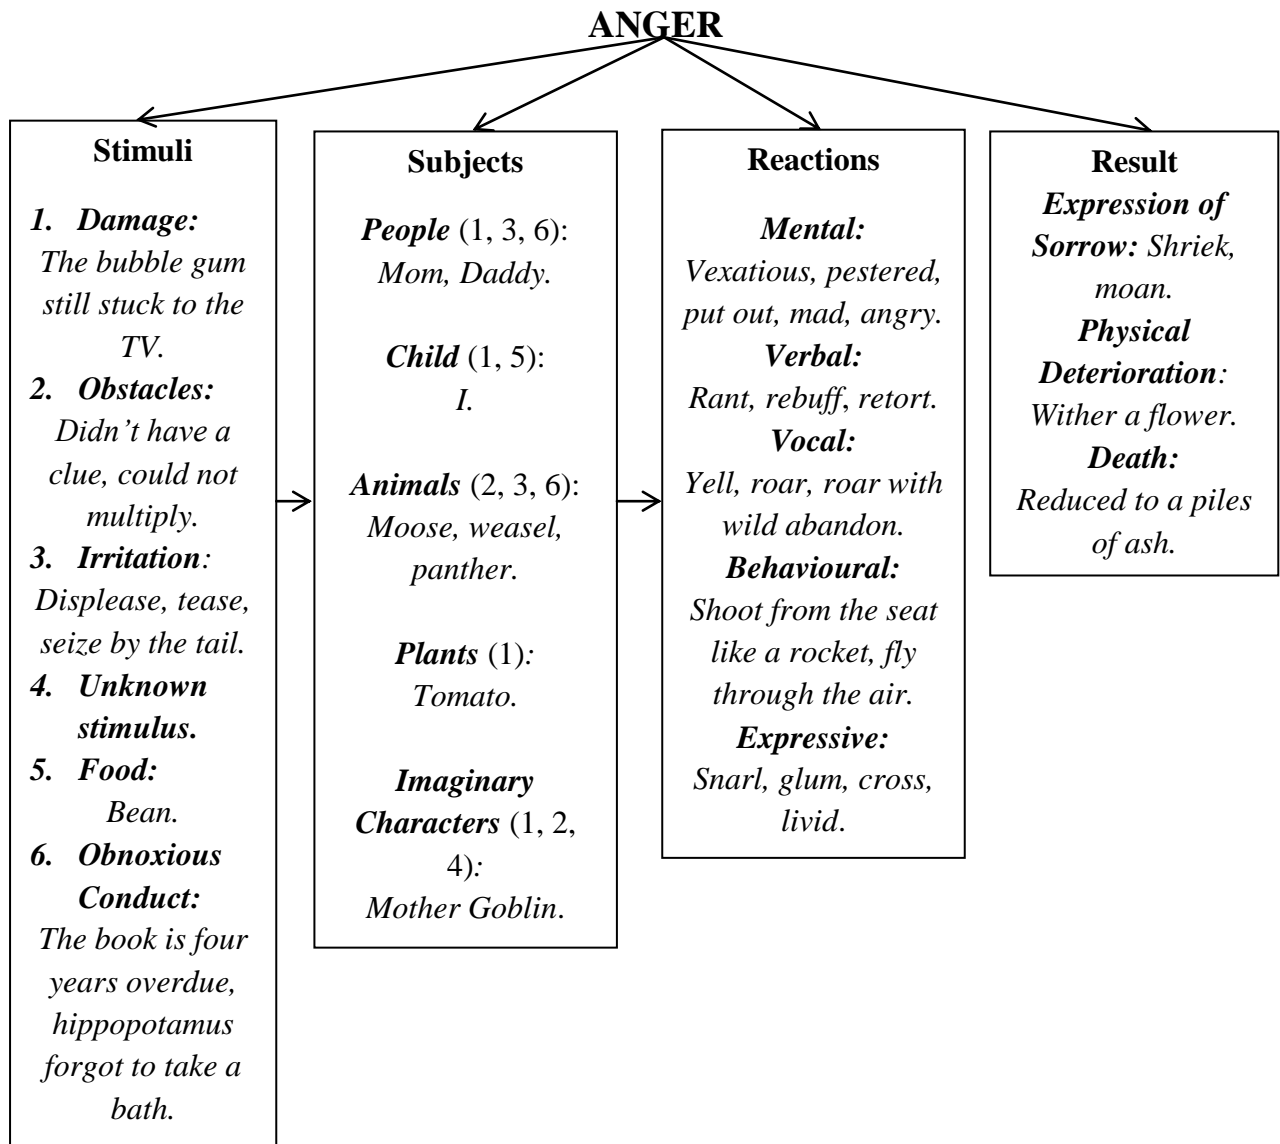 ANGER
Stimuli
1. Damage:
The bubble gum
still stuck to the
TV.
2. Obstacles:
Didn’t have a
clue, could not
multiply.
3. Irritation:
Displease, tease,
seize by the tail.
4. Unknown
stimulus.
5. Food:
Bean.
6. Obnoxious
Conduct:
The book is four
years overdue,
hippopotamus
forgot to take a
bath.
Subjects
People (1, 3, 6):
Mom, Daddy.
Child (1, 5):
I.
Animals (2, 3, 6):
Moose, weasel,
panther.
Plants (1):
Tomato.
Imaginary
Characters (1, 2,
4):
Mother Goblin.
Reactions
Mental:
Vexatious, pestered,
put out, mad, angry.
Verbal:
Rant, rebuff, retort.
Vocal:
Yell, roar, roar with
wild abandon.
Behavioural:
Shoot from the seat
like a rocket, fly
through the air.
Expressive:
Snarl, glum, cross,
livid.
Result
Expression of
Sorrow: Shriek,
moan.
Physical
Deterioration:
Wither a flower.
Death:
Reduced to a piles
of ash.